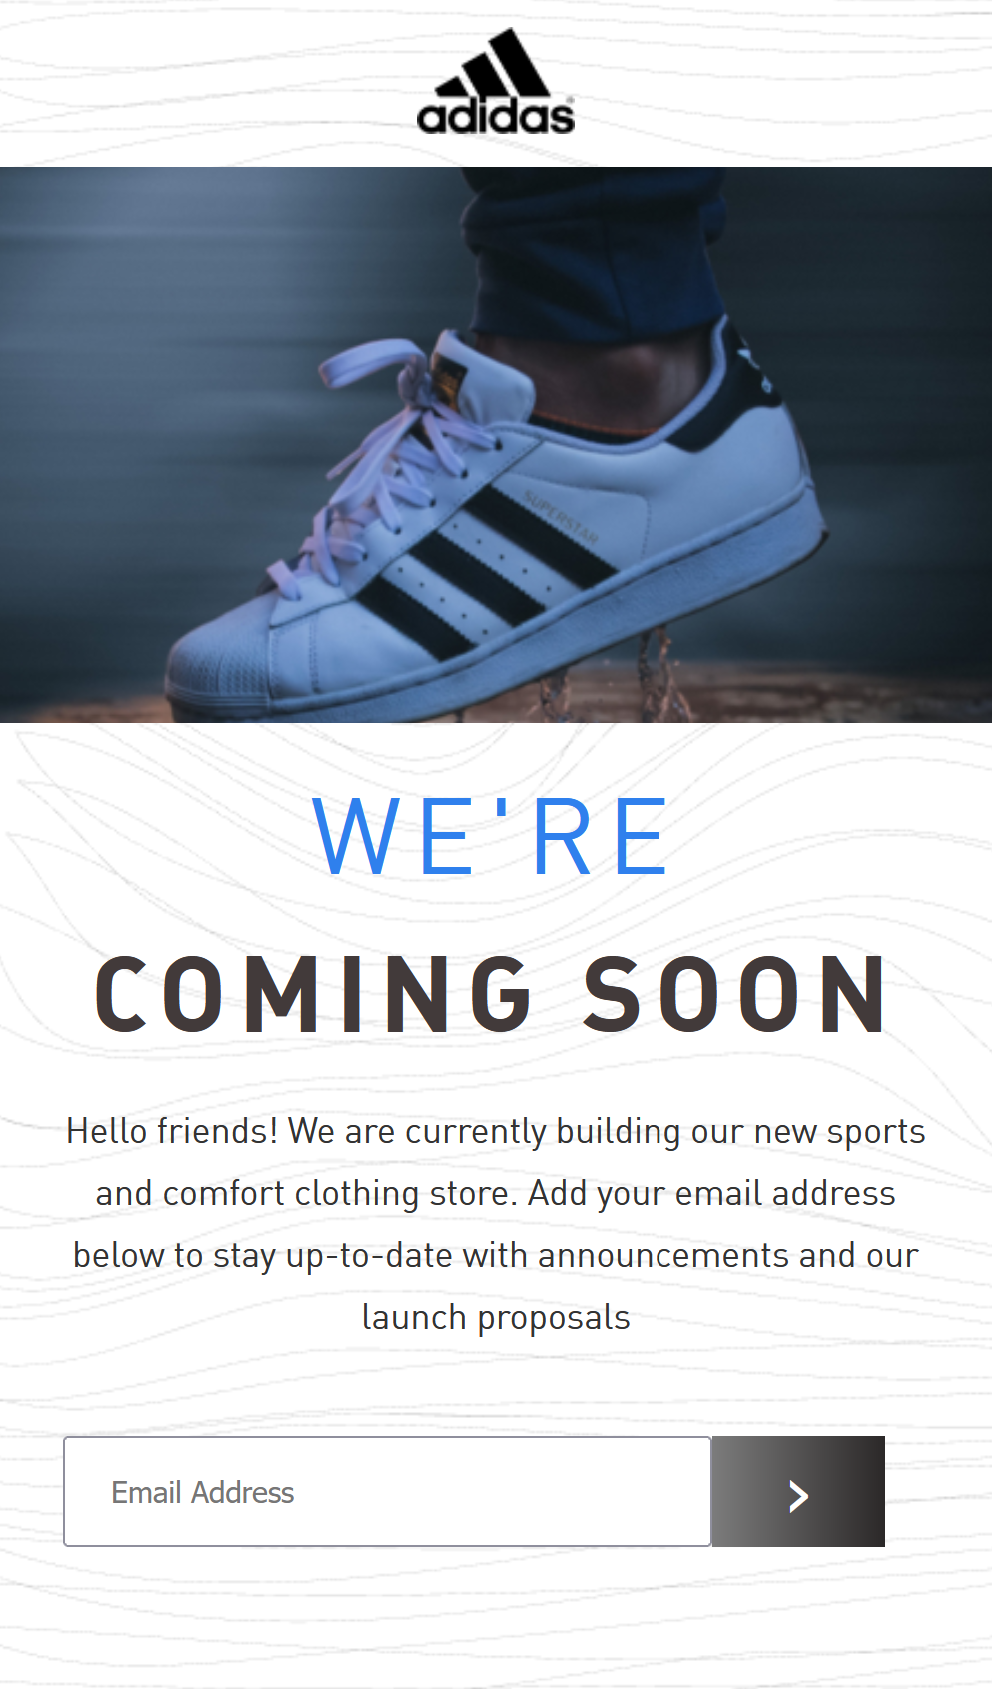 adidas
SUPERSTAR
WE'RE
COMING SOON
Hello friends! We are currently building our new sports
and comfort clothing store. Add your email address
below to stay up-to-date with announcements and our
launch proposals
Email Address